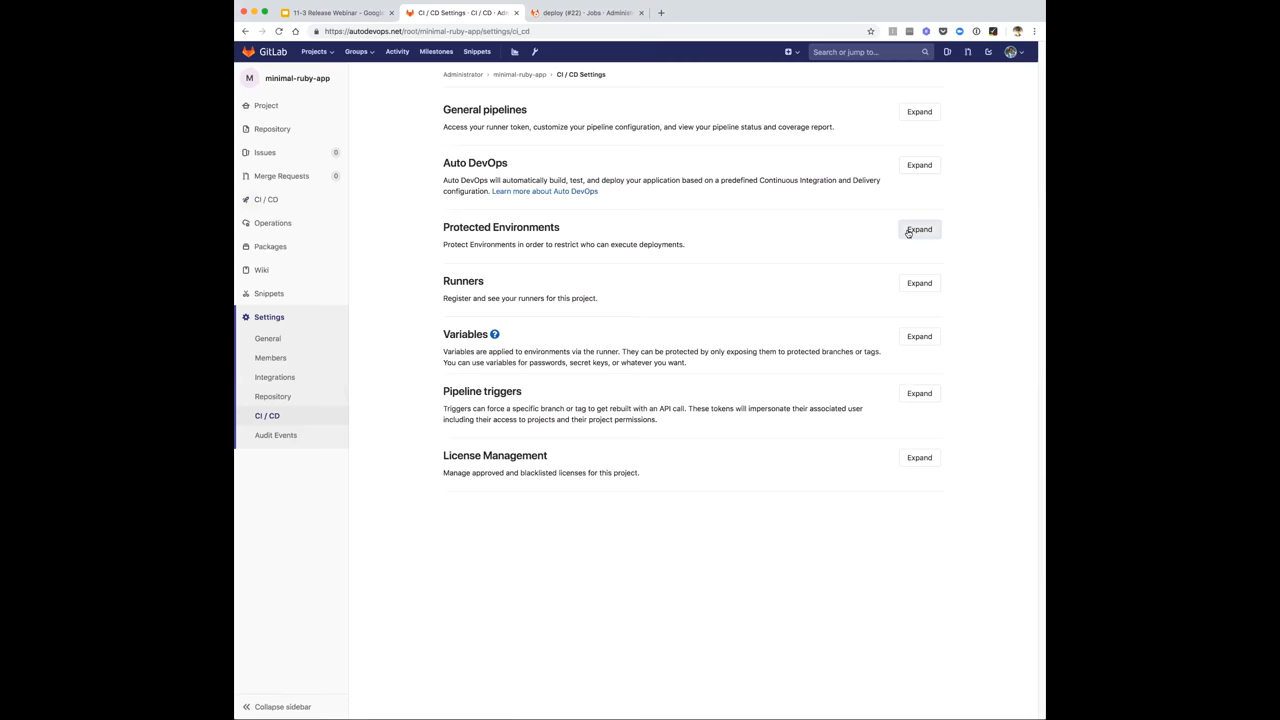 11-3 Release Webinar - Google
CI / CD Settings · CI / CD · Adm
deploy (#22) · Jobs · Administ
https://autodevops.net/root/minimal-ruby-app/settings/ci_cd
GitLab
Projects
Groups
Activity
Milestones
Snippets
Search or jump to...
M
minimal-ruby-app
Project
Repository
Issues
0
Merge Requests
0
CI / CD
Operations
Packages
Wiki
Snippets
Settings
General
Members
Integrations
Repository
CI / CD
Audit Events
Collapse sidebar
Administrator > minimal-ruby-app > CI / CD Settings
General pipelines
Expand
Access your runner token, customize your pipeline configuration, and view your pipeline status and coverage report.
Auto DevOps
Expand
Auto DevOps will automatically build, test, and deploy your application based on a predefined Continuous Integration and Delivery
configuration. Learn more about Auto DevOps
Protected Environments
Expand
Protect Environments in order to restrict who can execute deployments.
Runners
Expand
Register and see your runners for this project.
Variables ?
Expand
Variables are applied to environments via the runner. They can be protected by only exposing them to protected branches or tags.
You can use variables for passwords, secret keys, or whatever you want.
Pipeline triggers
Expand
Triggers can force a specific branch or tag to get rebuilt with an API call. These tokens will impersonate their associated user
including their access to projects and their project permissions.
License Management
Expand
Manage approved and blacklisted licenses for this project.